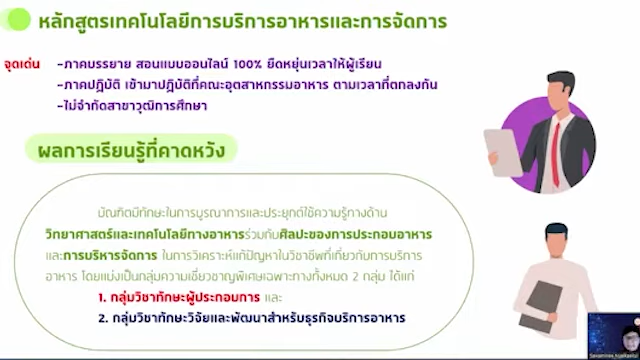 หลักสูตรเทคโนโลยีการบริการอาหารและการจัดการ
จุดเด่น -ภาคบรรยาย สอนแบบออนไลน์ 100% ยืดหยุ่นเวลาให้ผู้เรียน
-ภาคปฏิบัติ เข้ามาปฏิบัติที่คณะอุตสาหกรรมอาหาร ตามเวลาที่ตกลงกัน
-ไม่จำกัดสาขาวุฒิการศึกษา
ผลการเรียนรู้ที่คาดหวัง
บัณฑิตมีทักษะในการบูรณาการและประยุกต์ใช้ความรู้ทางด้าน
วิทยาศาสตร์และเทคโนโลยีทางอาหารร่วมกับศิลปะของการประกอบอาหาร
และการบริหารจัดการ ในการวิเคราะห์แก้ปัญหาในวิชาชีพที่เกี่ยวกับการบริการ
อาหาร โดยแบ่งเป็นกลุ่มความเชี่ยวชาญพิเศษเฉพาะทางทั้งหมด 2 กลุ่ม ได้แก่
1. กลุ่มวิชาทักษะผู้ประกอบการ และ
2. กลุ่มวิชาทักษะวิจัยและพัฒนาสำหรับธุรกิจบริการอาหาร